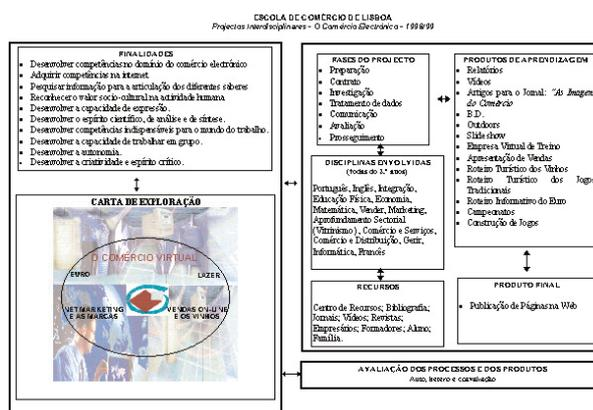 ESCOLA DE COMÉRCIO DE LISBOA
Projectos Interdisciplinares - O Comércio Electrónico - 1998/99
FINALIDADES
Desenvolver competências no domínio do comércio electrónico
Adquirir competências na internet
Pesquisar informação para a articulação dos diferentes saberes
Reconhecer o valor socio-cultural na actividade humana
Desenvolver a capacidade de expressão.
Desenvolver o espírito científico, de análise e de síntese.
Desenvolver competências indispensáveis para o mundo do trabalho.
Desenvolver a capacidade de trabalhar em grupo.
Desenvolver a autonomia.
Desenvolver a criatividade e espírito crítico.
CARTA DE EXPLORAÇÃO
O COMÉRCIO VIRTUAL
EURO
LAZER
NETMARKETING
E AS MARCAS
VENDAS ON-LINE
E OS VINHOS
FASES DO PROJECTO
Preparação
Contrato
Investigação
Tratamento de dados
Comunicação
Avaliação
Prosseguimento
DISCIPLINAS ENVOLVIDAS
(todas do 2.º ano)
Português, Inglês, Integração,
Educação Física, Economia,
Matemática, Vender, Marketing,
Aprofundamento Sectorial
(Vitrinismo), Comércio e Serviços,
Comércio e Distribuição, Gerir,
Informática, Francês
RECURSOS
Centro de Recursos; Bibliografia;
Jornais; Vídeos; Revistas;
Empresários; Formadores; Aluno;
Família.
PRODUTOS DE APRENDIZAGEM
Relatórios
Vídeos
Artigos para o Jornal: "As Imagens
do Comércio
B.D.
Outdoors
Slide show
Empresa Virtual de Treino
Apresentação de Vendas
Roteiro Turístico dos Vinhos
Roteiro Turístico dos Jogos
Tradicionais
Roteiro Informativo do Euro
Campeonatos
Construção de Jogos
PRODUTO FINAL
Publicação de Páginas na Web
AVALIAÇÃO DOS PROCESSOS E DOS PRODUTOS
Auto, hetero e coavaliação